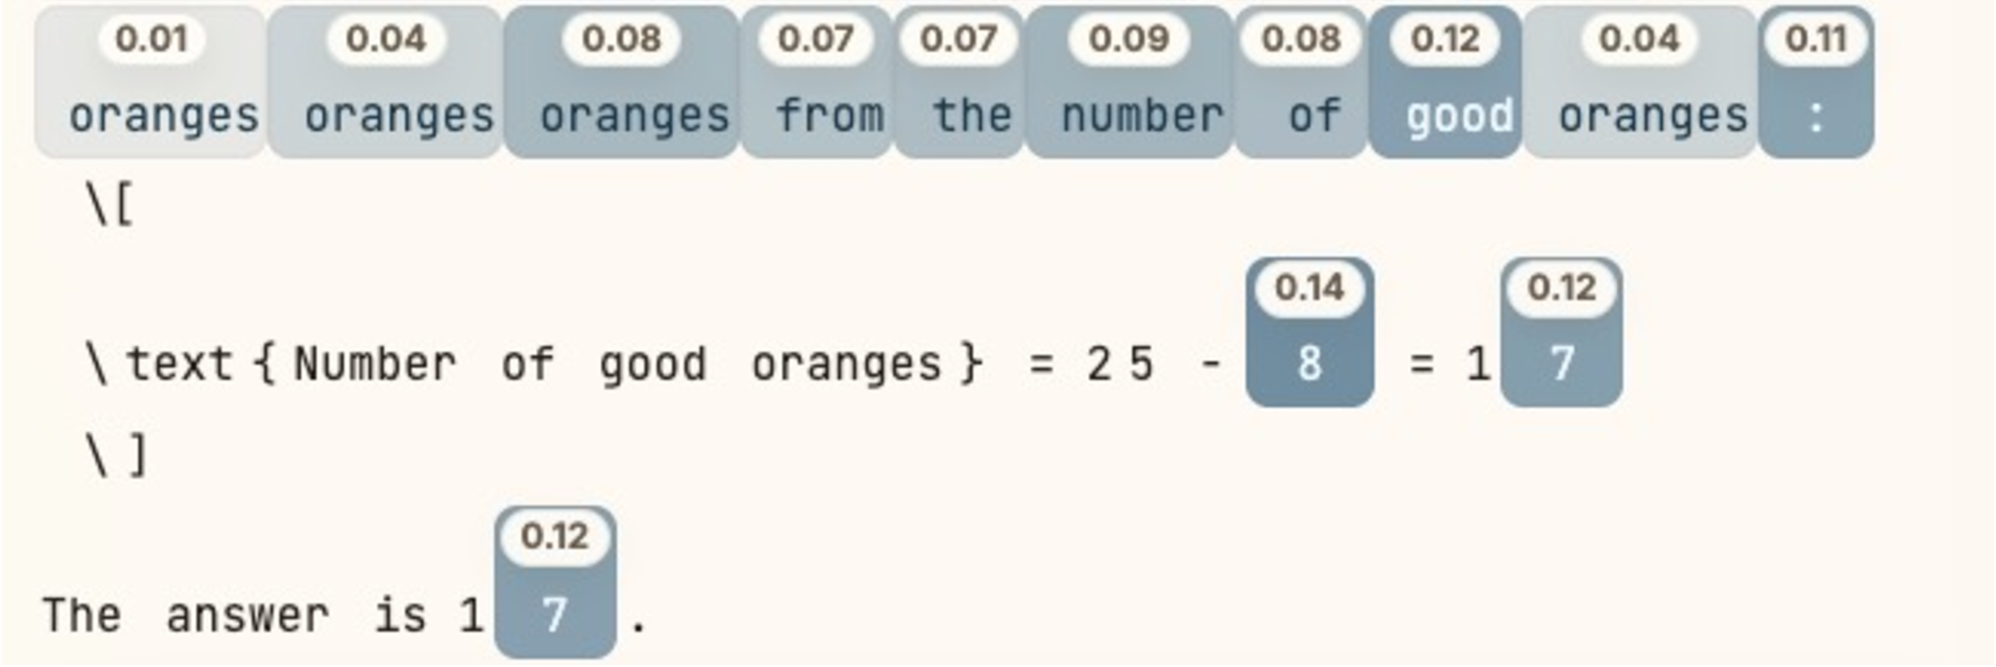 0.01 0.04 0.08 0.07 0.07 0.09 0.08 0.12 0.04 0.11
oranges oranges oranges from the number of good oranges :
\[
0.14 0.12
\text{Number of good oranges} = 25 - 8 = 17
\]
0.12
The answer is 17.